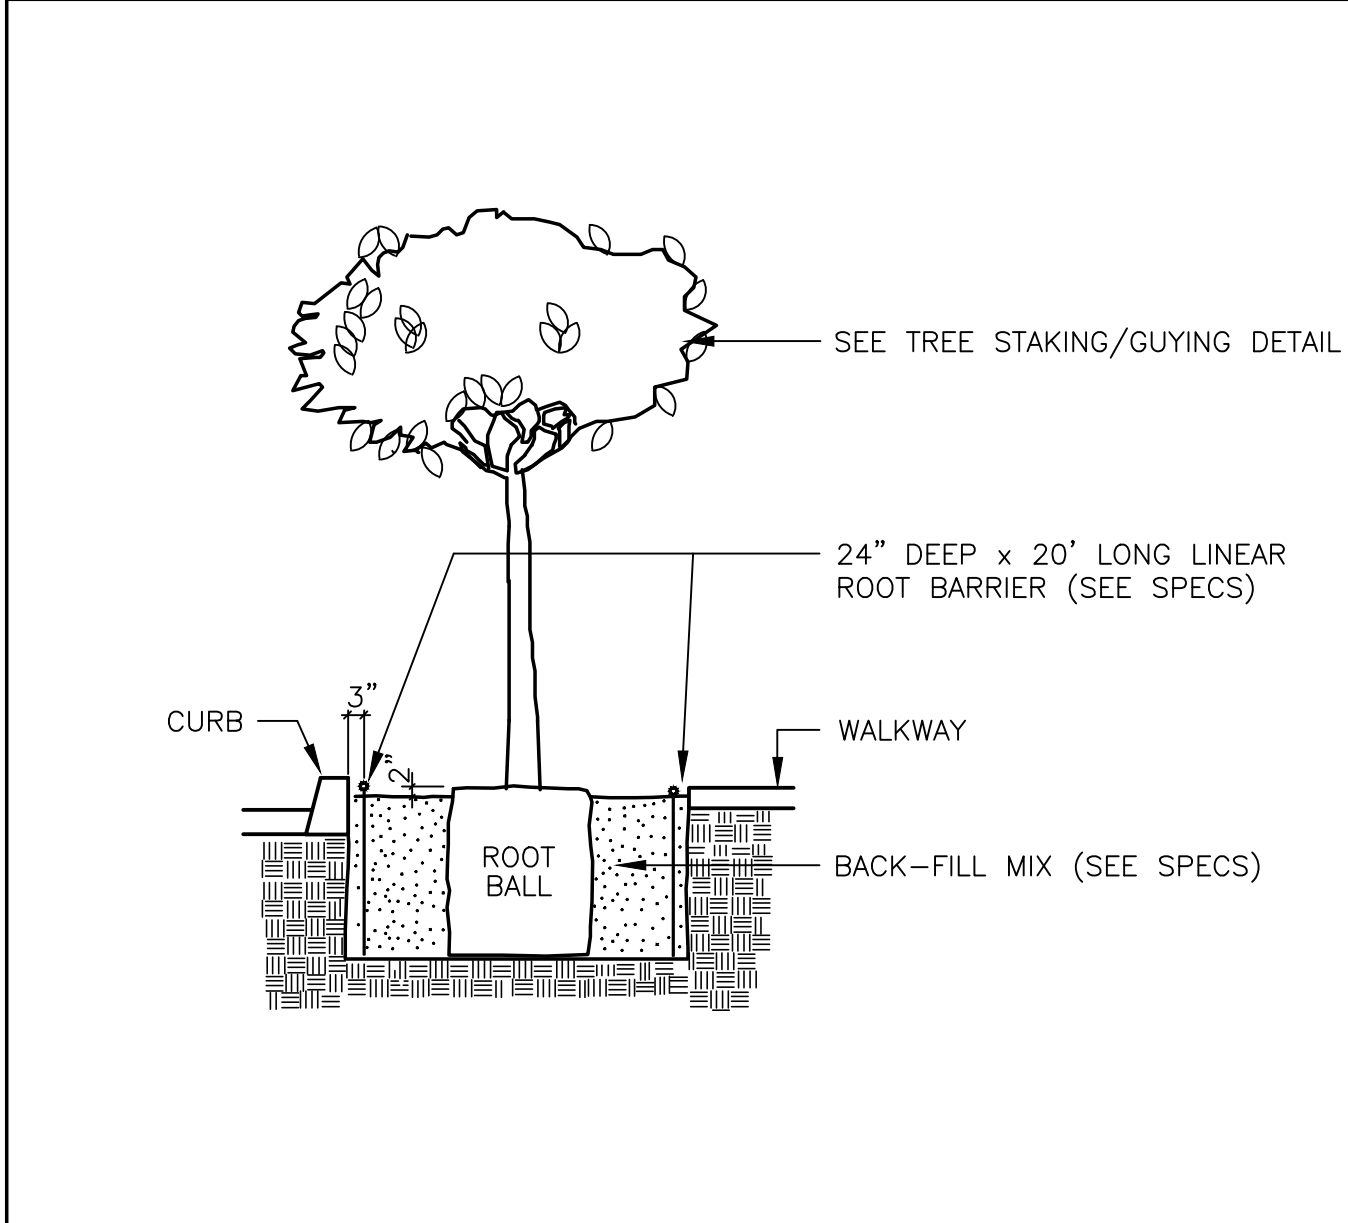 SEE TREE STAKING/GUYING DETAIL
24” DEEP x 20’ LONG LINEAR
ROOT BARRIER (SEE SPECS)
3”
CURB
WALKWAY
2”
ROOT
BALL
BACK-FILL MIX (SEE SPECS)